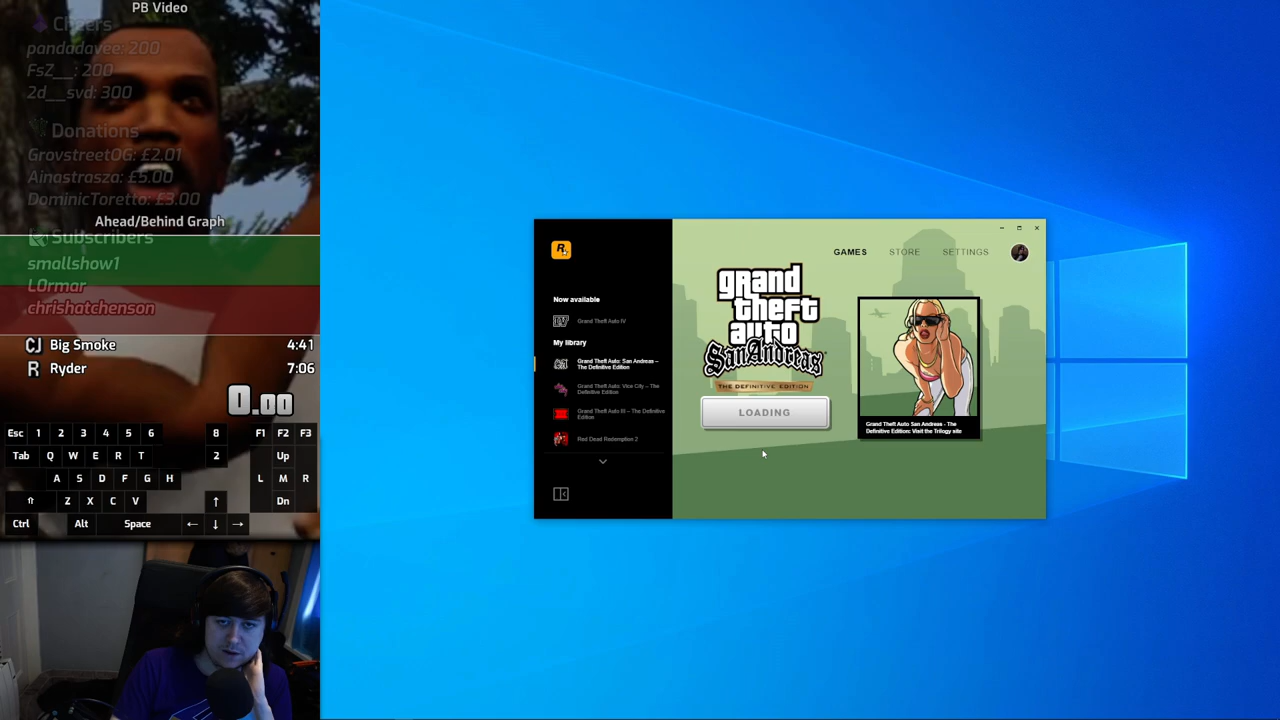 PB Video
Cheers
pandadavee: 200
FsZ__: 200
2d__svd: 300
Donations
GrovstreetOG: £2.01
Ainastrasza: £5.00
DominicToretto: £3.00
Ahead/Behind Graph
Subscribers
smallshow1
L0rmar
chrishatchenson
CJ Big Smoke 4:41
R Ryder 7:06
0.00
Esc 1 2 3 4 5 6 8 F1 F2 F3
Tab Q W E R T 2 Up
A S D F G H L M R
⇧ Z X C V ↑ Dn
Ctrl Alt Space ← ↓ →
R
GAMES STORE SETTINGS
Now available
IV Grand Theft Auto IV
My library
Grand Theft Auto: San Andreas –
The Definitive Edition
Grand Theft Auto: Vice City – The
Definitive Edition
Grand Theft Auto III – The Definitive
Edition
Red Dead Redemption 2
grand
theft
auto
San Andreas
THE DEFINITIVE EDITION
LOADING
Grand Theft Auto San Andreas - The
Definitive Edition: Visit the Trilogy site